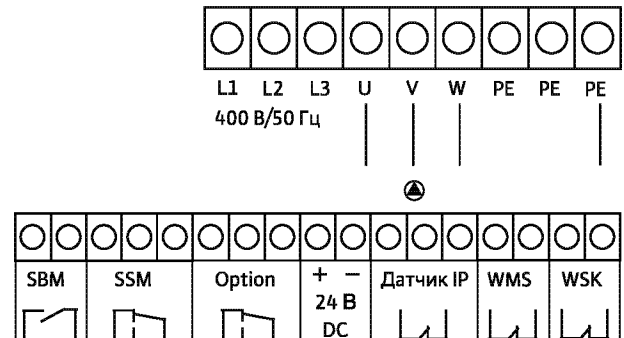 L1 L2 L3 U V W PE PE PE
400 В/50 Гц
SBM SSM Option + − Датчик IP WMS WSK
24 В
DC